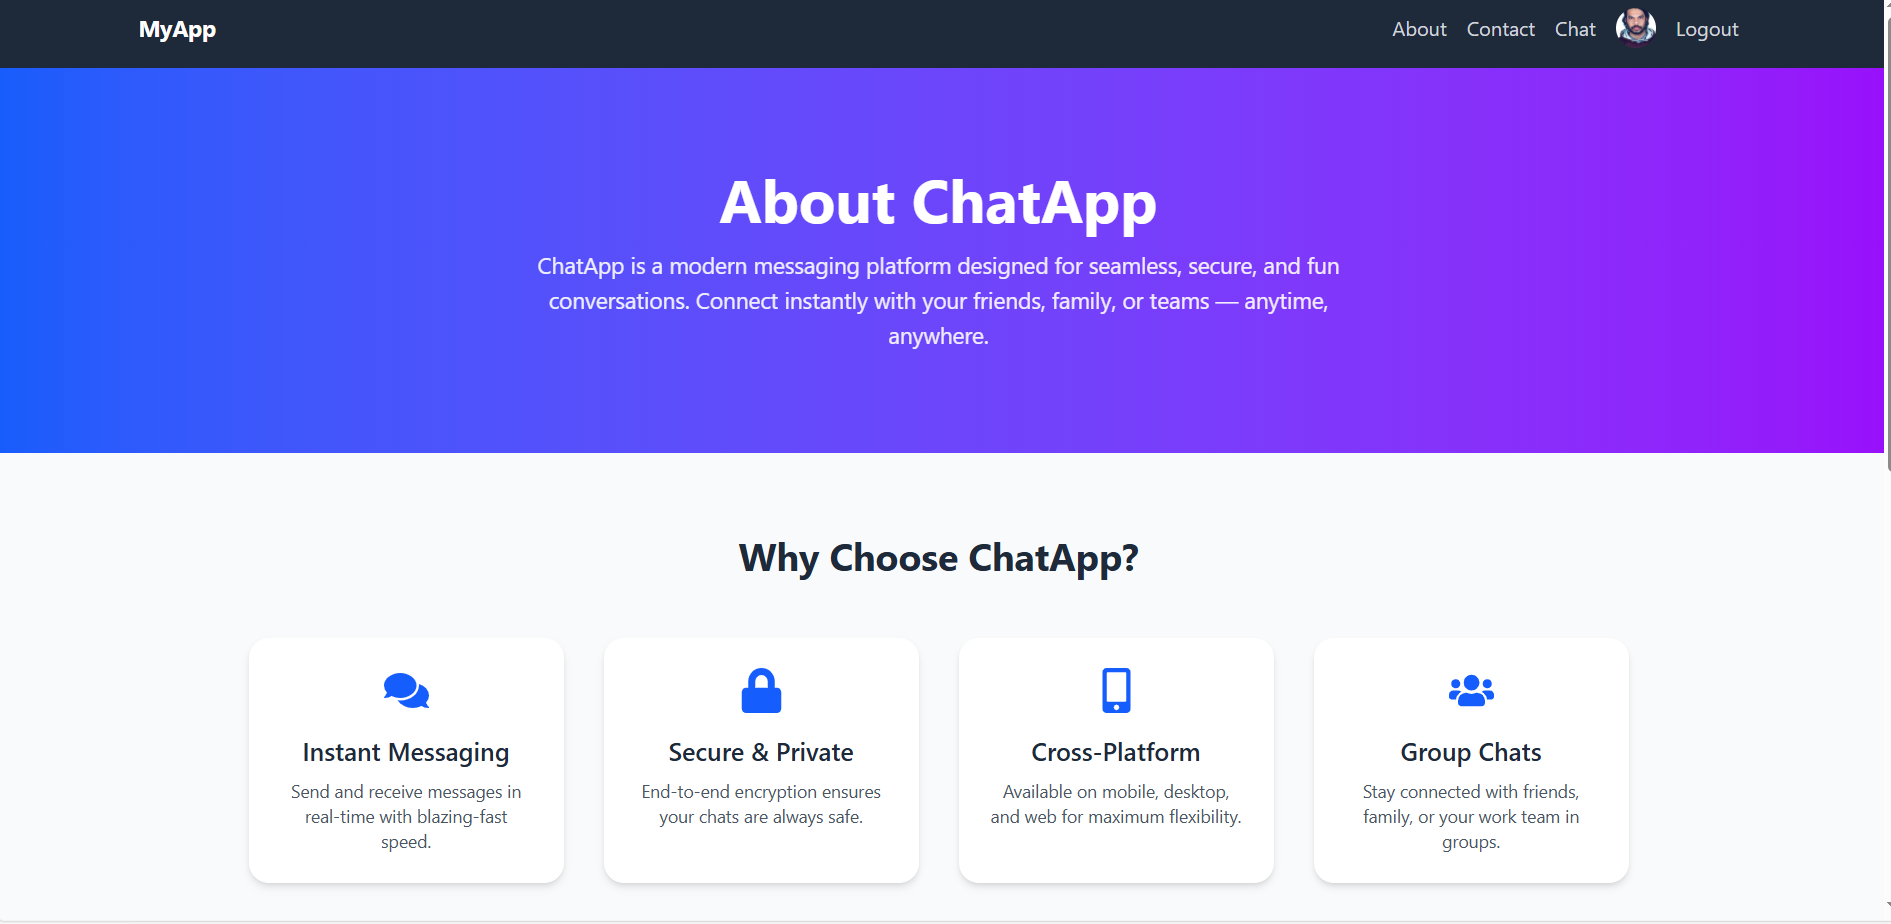 MyApp
About Contact Chat Logout
About ChatApp
ChatApp is a modern messaging platform designed for seamless, secure, and fun
conversations. Connect instantly with your friends, family, or teams — anytime,
anywhere.
Why Choose ChatApp?
Instant Messaging
Send and receive messages in
real-time with blazing-fast
speed.
Secure & Private
End-to-end encryption ensures
your chats are always safe.
Cross-Platform
Available on mobile, desktop,
and web for maximum flexibility.
Group Chats
Stay connected with friends,
family, or your work team in
groups.